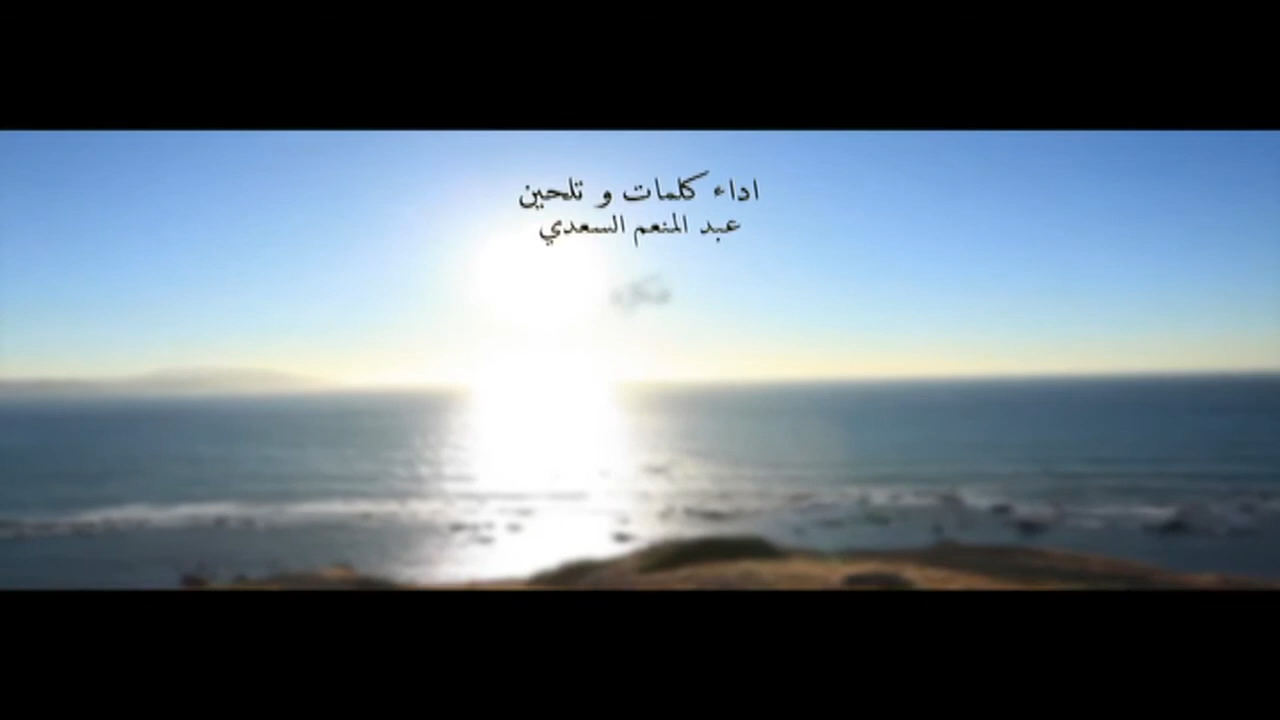 اداء كلمات و تلحين
عبد المنعم السعدي